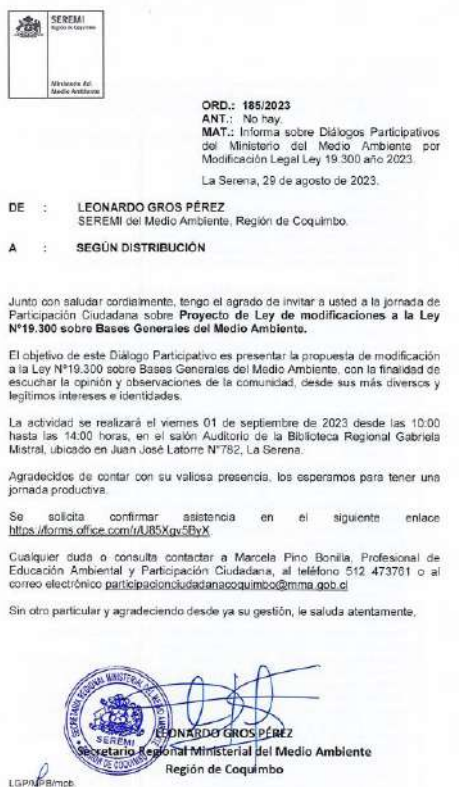 SEREMI
Región de Coquimbo
Ministerio del
Medio Ambiente
ORD.: 185/2023
ANT.: No hay.
MAT.: Informa sobre Diálogos Participativos
del Ministerio del Medio Ambiente por
Modificación Legal Ley 19.300 año 2023.
La Serena, 29 de agosto de 2023.
DE : LEONARDO GROS PÉREZ
SEREMI del Medio Ambiente, Región de Coquimbo.
A : SEGÚN DISTRIBUCIÓN
Junto con saludar cordialmente, tengo el agrado de invitar a usted a la jornada de
Participación Ciudadana sobre Proyecto de Ley de modificaciones a la Ley
N°19.300 sobre Bases Generales del Medio Ambiente.
El objetivo de este Diálogo Participativo es presentar la propuesta de modificación
a la Ley N°19.300 sobre Bases Generales del Medio Ambiente, con la finalidad de
escuchar la opinión y observaciones de la comunidad, desde sus más diversos y
legítimos intereses e identidades.
La actividad se realizará el viernes 01 de septiembre de 2023 desde las 10:00
hasta las 14:00 horas, en el salón Auditorio de la Biblioteca Regional Gabriela
Mistral, ubicado en Juan José Latorre N°782, La Serena.
Agradecidos de contar con su valiosa presencia, los esperamos para tener una
jornada productiva.
Se solicita confirmar asistencia en el siguiente enlace
https://forms.office.com/r/U85Xgv5ByX
Cualquier duda o consulta contactar a Marcela Pino Bonilla, Profesional de
Educación Ambiental y Participación Ciudadana, al teléfono 512 473761 o al
correo electrónico participacionciudadanacoquimbo@mma.gob.cl
Sin otro particular y agradeciendo desde ya su gestión, le saluda atentamente,
SECRETARIA REGIONAL MINISTERIAL DEL MEDIO
SEREMI
REGIÓN DE COQUIMBO
LEONARDO GROS PÉREZ
Secretario Regional Ministerial del Medio Ambiente
Región de Coquimbo